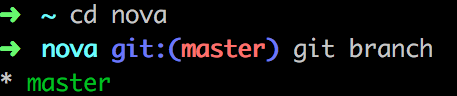 ➜ ~ cd nova
➜ nova git:(master) git branch
* master